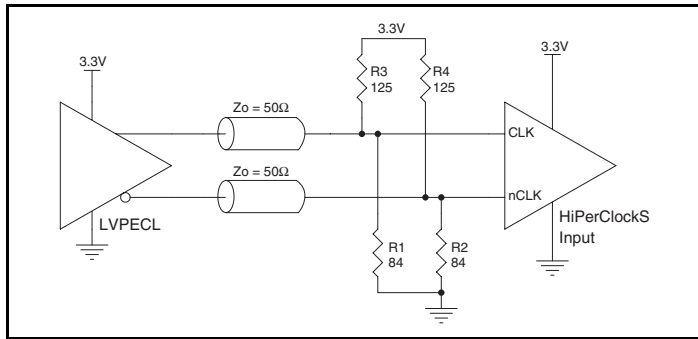 3.3V
3.3V
3.3V
R3
125
R4
125
Zo = 50Ω
CLK
Zo = 50Ω
nCLK
LVPECL
HiPerClockS
Input
R1
84
R2
84